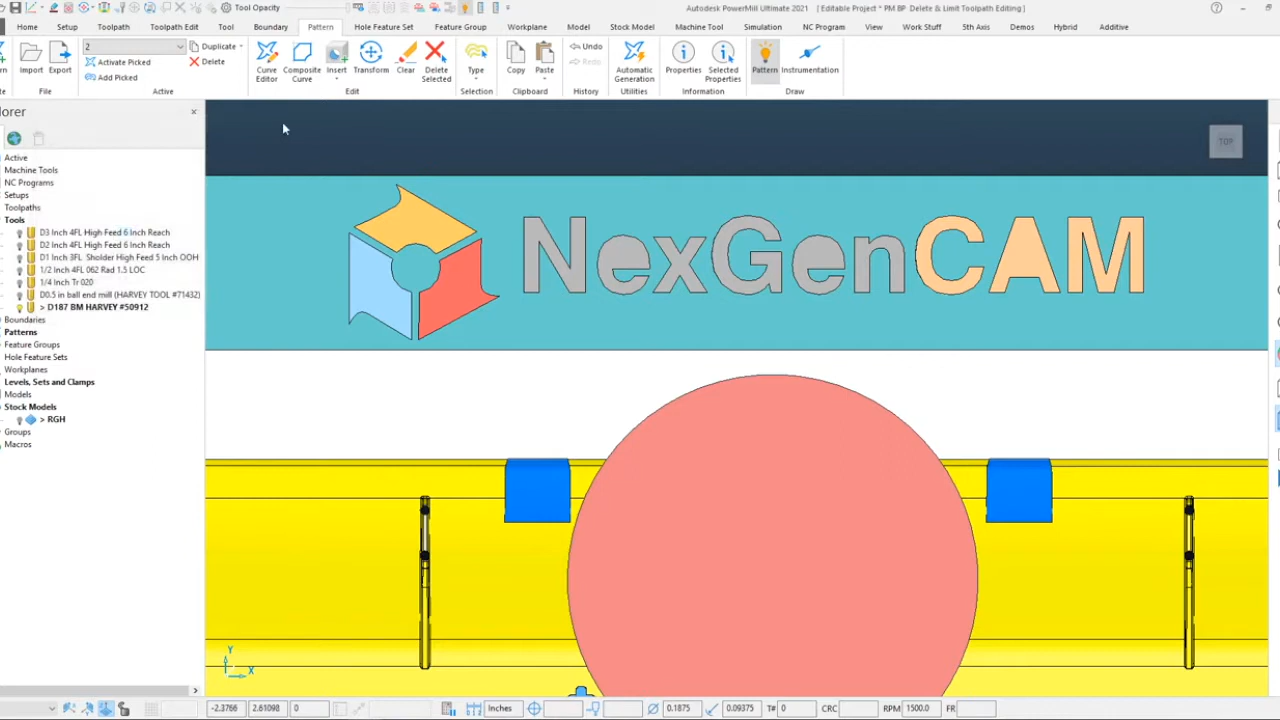 Tool Opacity
Autodesk PowerMill Ultimate 2021 [ Editable Project * PM BP Delete & Limit Toolpath Editing ]
Home Setup Toolpath Toolpath Edit Tool Boundary Pattern Hole Feature Set Feature Group Workplane Model Stock Model Machine Tool Simulation NC Program View Work Stuff 5th Axis Demos Hybrid Additive
2
Duplicate
Activate Picked
Delete
Add Picked
Import
Export
Curve Editor
Composite Curve
Insert
Transform
Clear
Delete Selected
Type
Copy
Paste
Undo
Redo
Automatic Generation
Properties
Selected Properties
Pattern
Instrumentation
File
Active
Edit
Selection
Clipboard
History
Utilities
Information
Draw
lorer
Active
Machine Tools
NC Programs
Setups
Toolpaths
Tools
D3 Inch 4FL High Feed 6 Inch Reach
D2 Inch 4FL High Feed 6 Inch Reach
D1 Inch 3FL Sholder High Feed 5 Inch OOH
1/2 Inch 4FL 062 Rad 1.5 LOC
1/4 Inch Tr 020
D0.5 in ball end mill (HARVEY TOOL #71432)
> D187 BM HARVEY #50912
Boundaries
Patterns
Feature Groups
Hole Feature Sets
Workplanes
Levels, Sets and Clamps
Models
Stock Models
> RGH
Groups
Macros
TOP
NexGenCAM
Y
X
-2.3766 2.61098 0 Inches 0.1875 0.09375 T# 0 CRC RPM 1500.0 FR